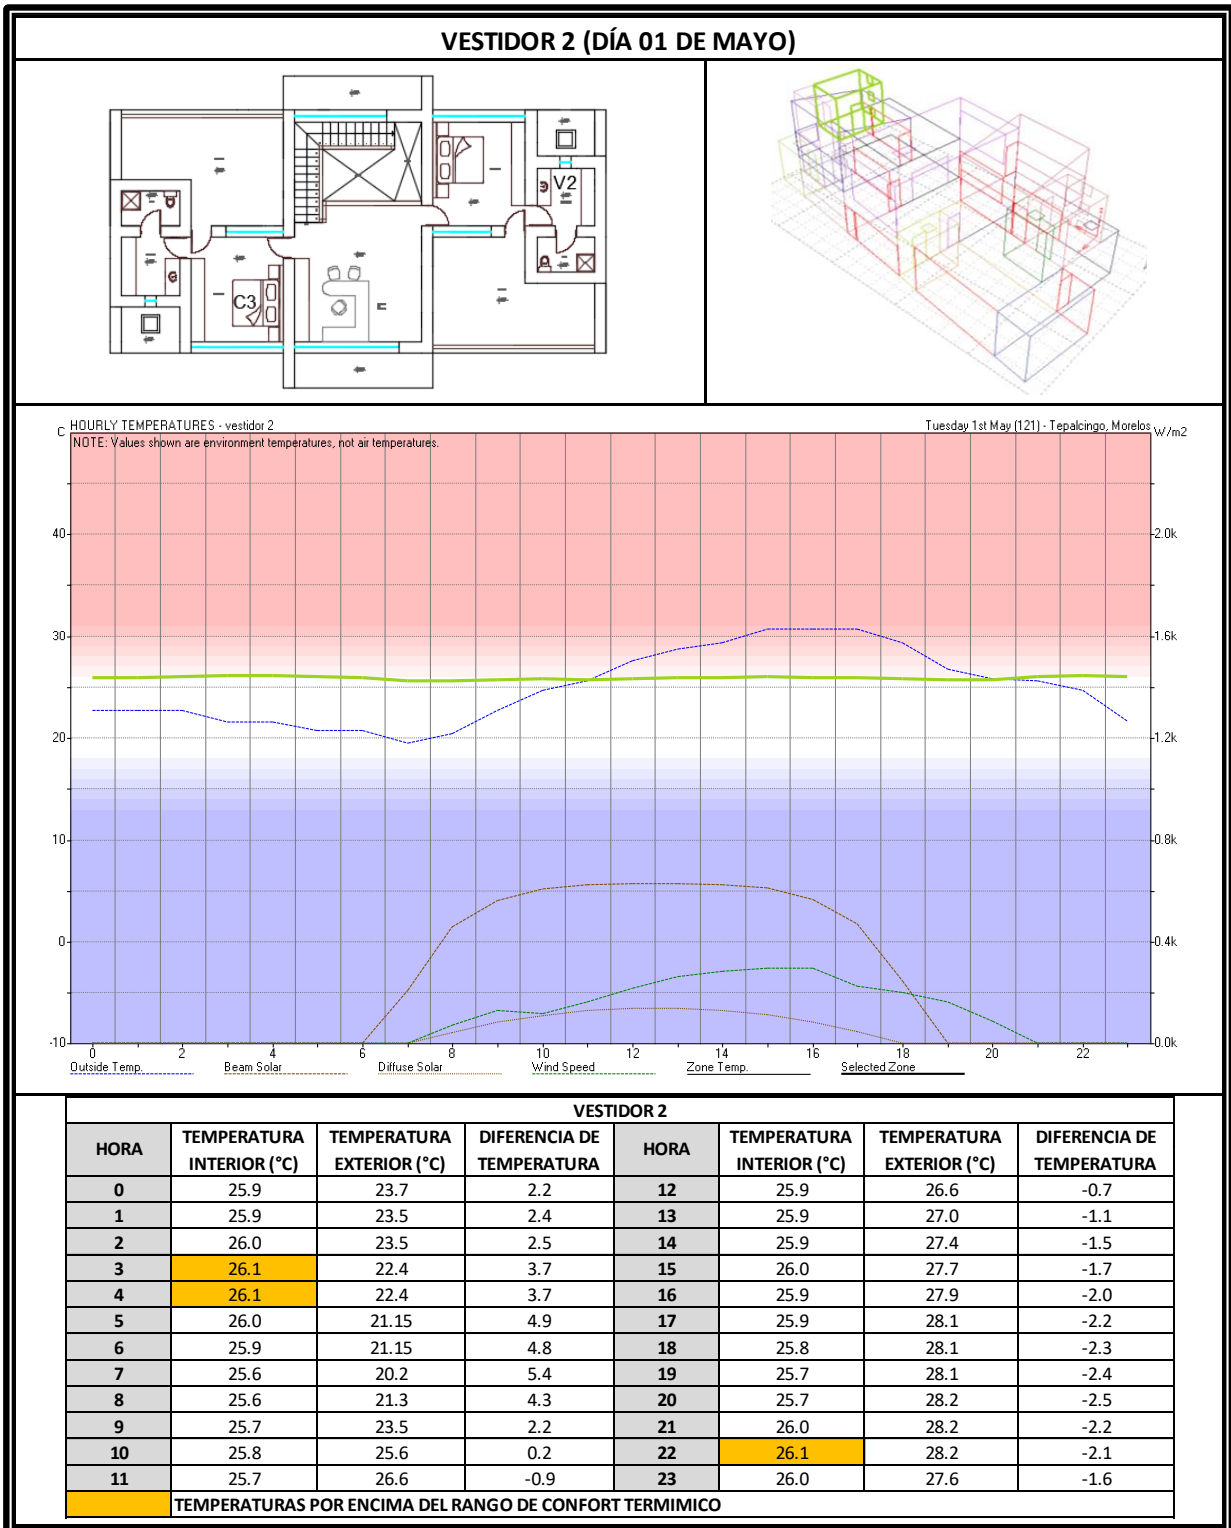 VESTIDOR 2 (DÍA 01 DE MAYO)
V2
C3
HOURLY TEMPERATURES - vestidor 2
Tuesday 1st May (121) - Tepalcingo, Morelos
C
W/m2
NOTE: Values shown are environment temperatures, not air temperatures.
40
2.0k
30
1.6k
20
1.2k
10
0.8k
0
0.4k
-10
0.0k
0 2 4 6 8 10 12 14 16 18 20 22
Outside Temp. Beam Solar Diffuse Solar Wind Speed Zone Temp. Selected Zone
VESTIDOR 2
HORA TEMPERATURA INTERIOR (°C) TEMPERATURA EXTERIOR (°C) DIFERENCIA DE TEMPERATURA HORA TEMPERATURA INTERIOR (°C) TEMPERATURA EXTERIOR (°C) DIFERENCIA DE TEMPERATURA
0 25.9 23.7 2.2 12 25.9 26.6 -0.7
1 25.9 23.5 2.4 13 25.9 27.0 -1.1
2 26.0 23.5 2.5 14 25.9 27.4 -1.5
3 26.1 22.4 3.7 15 26.0 27.7 -1.7
4 26.1 22.4 3.7 16 25.9 27.9 -2.0
5 26.0 21.15 4.9 17 25.9 28.1 -2.2
6 25.9 21.15 4.8 18 25.8 28.1 -2.3
7 25.6 20.2 5.4 19 25.7 28.1 -2.4
8 25.6 21.3 4.3 20 25.7 28.2 -2.5
9 25.7 23.5 2.2 21 26.0 28.2 -2.2
10 25.8 25.6 0.2 22 26.1 28.2 -2.1
11 25.7 26.6 -0.9 23 26.0 27.6 -1.6
TEMPERATURAS POR ENCIMA DEL RANGO DE CONFORT TERMIMICO